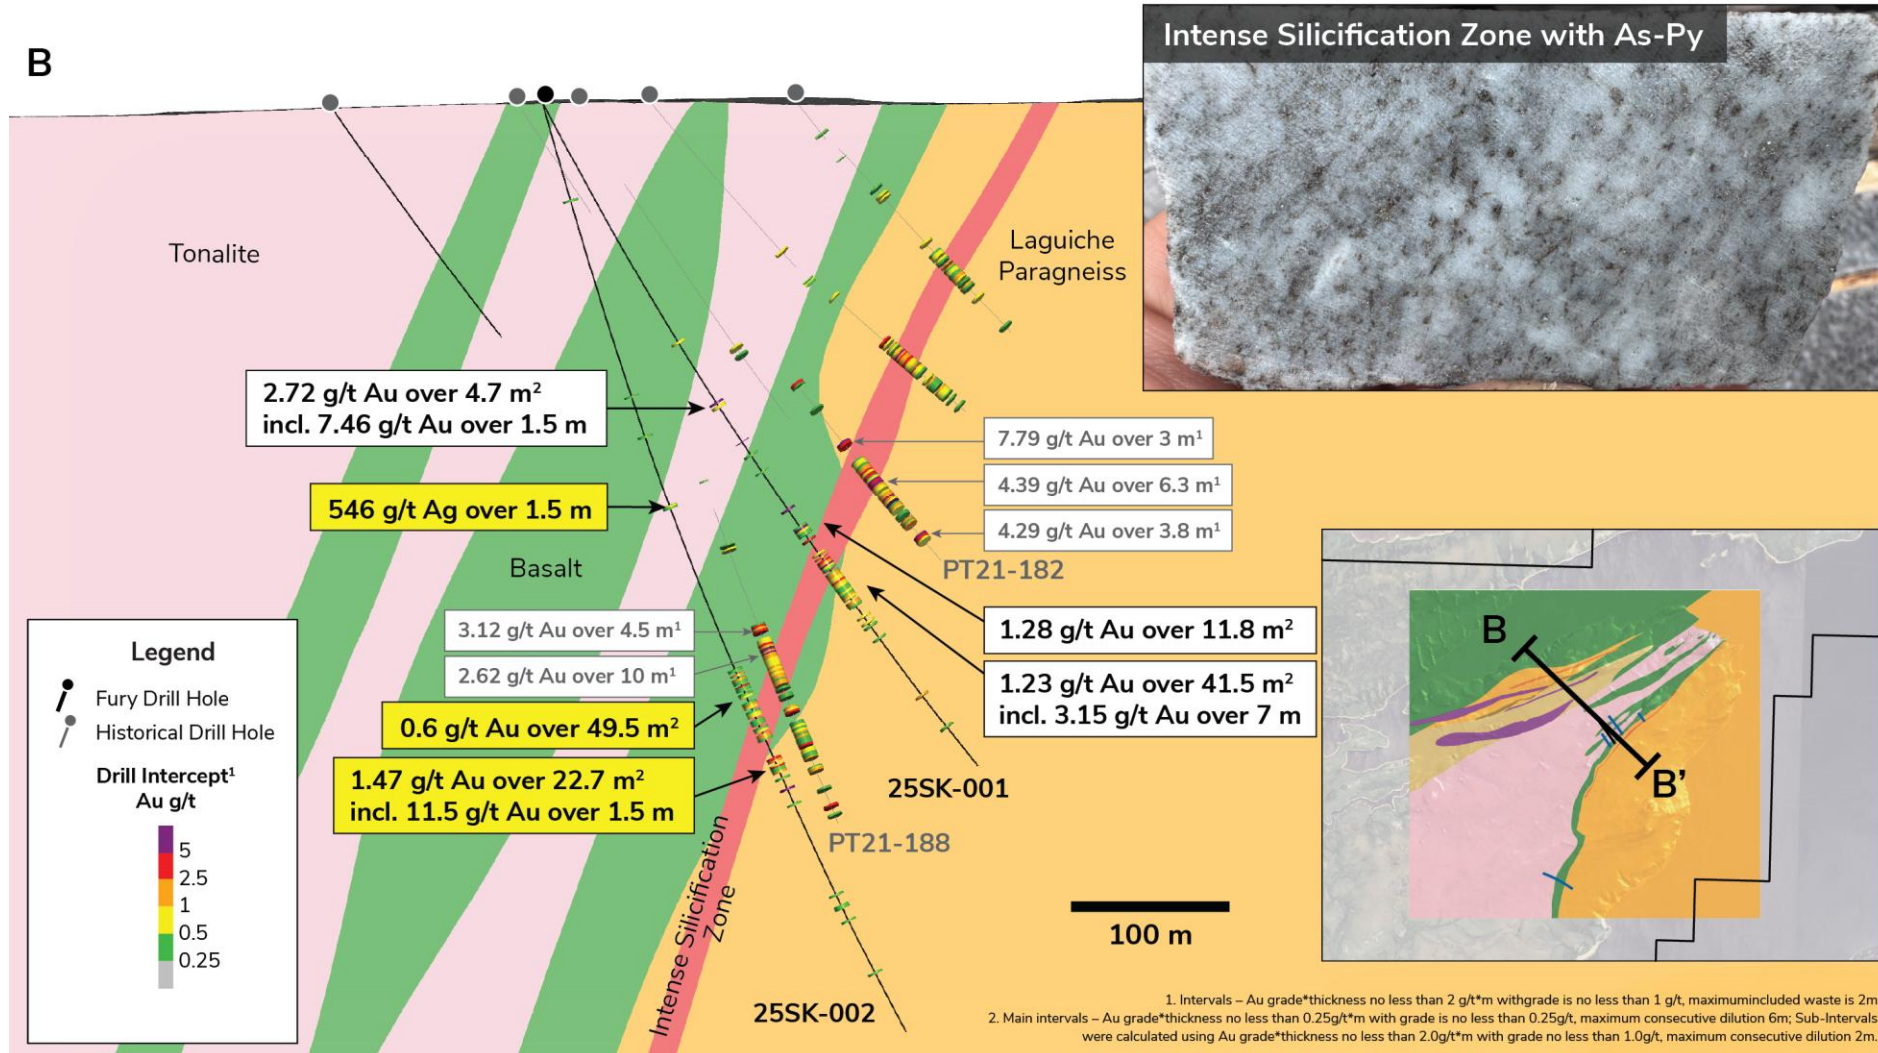 B
Intense Silicification Zone with As-Py
Tonalite
Laguiche
Paragneiss
2.72 g/t Au over 4.7 m²
incl. 7.46 g/t Au over 1.5 m
7.79 g/t Au over 3 m¹
4.39 g/t Au over 6.3 m¹
4.29 g/t Au over 3.8 m¹
546 g/t Ag over 1.5 m
Basalt
PT21-182
3.12 g/t Au over 4.5 m¹
2.62 g/t Au over 10 m¹
1.28 g/t Au over 11.8 m²
0.6 g/t Au over 49.5 m²
1.23 g/t Au over 41.5 m²
incl. 3.15 g/t Au over 7 m
1.47 g/t Au over 22.7 m²
incl. 11.5 g/t Au over 1.5 m
25SK-001
PT21-188
Intense Silicification
Zone
25SK-002
100 m
Legend
Fury Drill Hole
Historical Drill Hole
Drill Intercept¹
Au g/t
5
2.5
1
0.5
0.25
B
B’
1. Intervals – Au grade*thickness no less than 2 g/t*m withgrade is no less than 1 g/t, maximumincluded waste is 2m
2. Main intervals – Au grade*thickness no less than 0.25g/t*m with grade is no less than 0.25g/t, maximum consecutive dilution 6m; Sub-Intervals
were calculated using Au grade*thickness no less than 2.0g/t*m with grade no less than 1.0g/t, maximum consecutive dilution 2m.